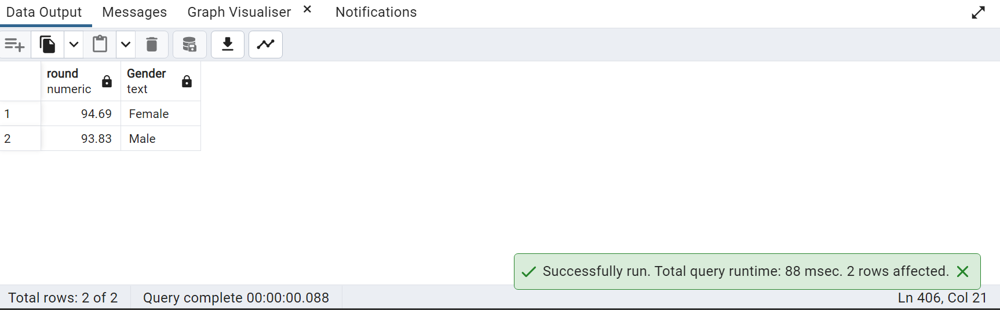 Data Output Messages Graph Visualiser × Notifications
round numeric Gender text
1 94.69 Female
2 93.83 Male
Successfully run. Total query runtime: 88 msec. 2 rows affected.
Total rows: 2 of 2 Query complete 00:00:00.088 Ln 406, Col 21